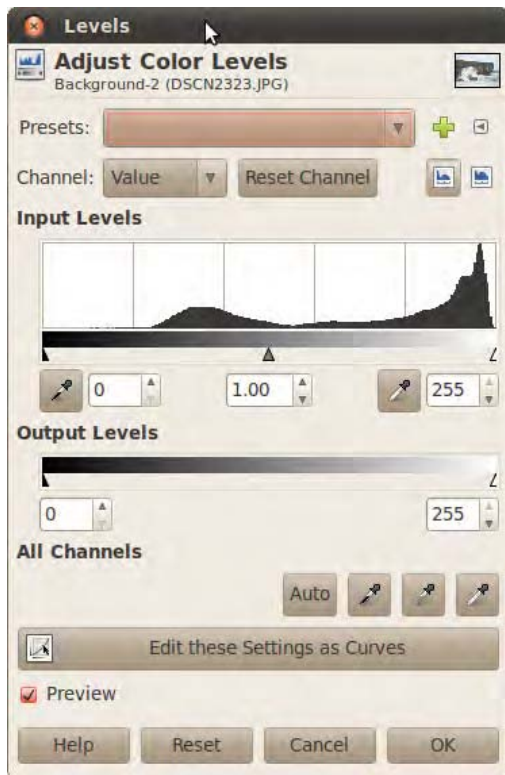 Levels
Adjust Color Levels
Background-2 (DSCN2323.JPG)
Presets:
Channel: Value Reset Channel
Input Levels
0 1.00 255
Output Levels
0 255
All Channels
Auto
Edit these Settings as Curves
Preview
Help Reset Cancel OK